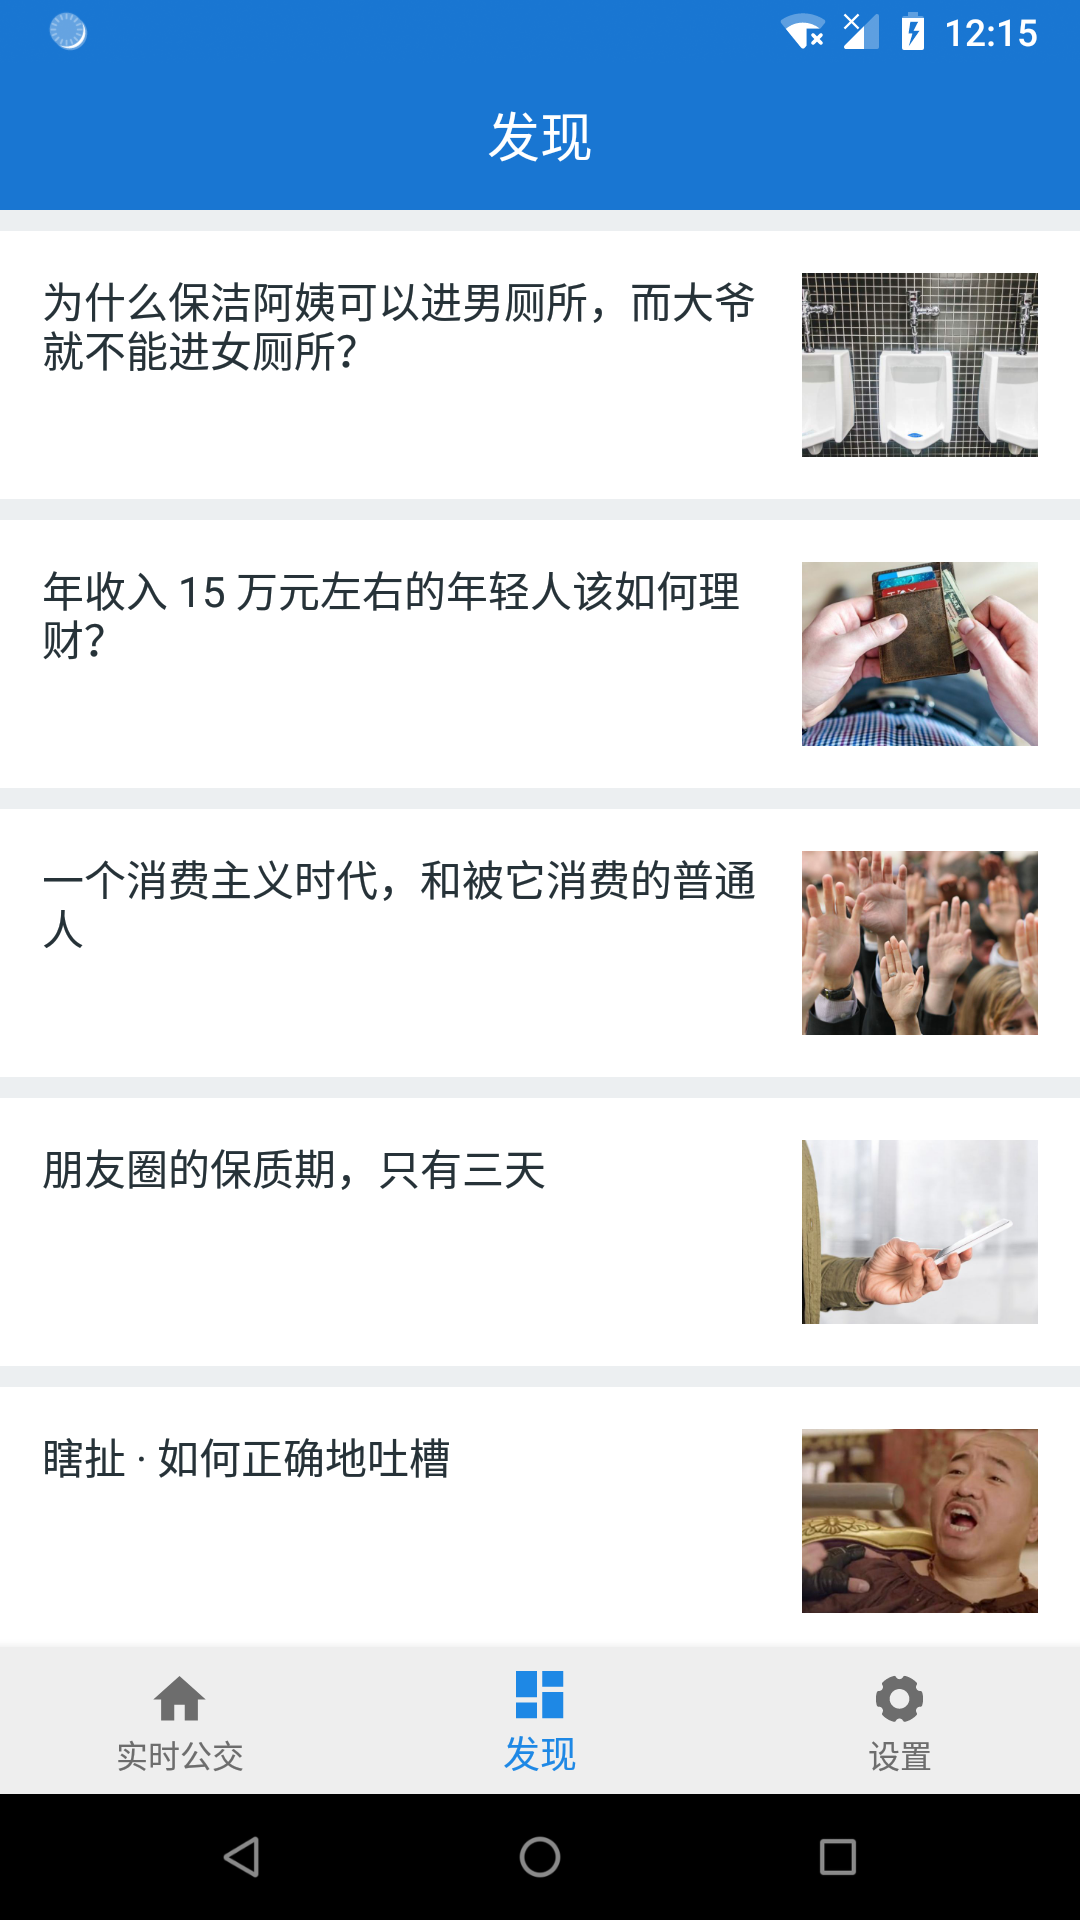 12:15
发现
为什么保洁阿姨可以进男厕所，而大爷
就不能进女厕所？
年收入 15 万元左右的年轻人该如何理
财？
一个消费主义时代，和被它消费的普通
人
朋友圈的保质期，只有三天
瞎扯 · 如何正确地吐槽
实时公交
发现
设置